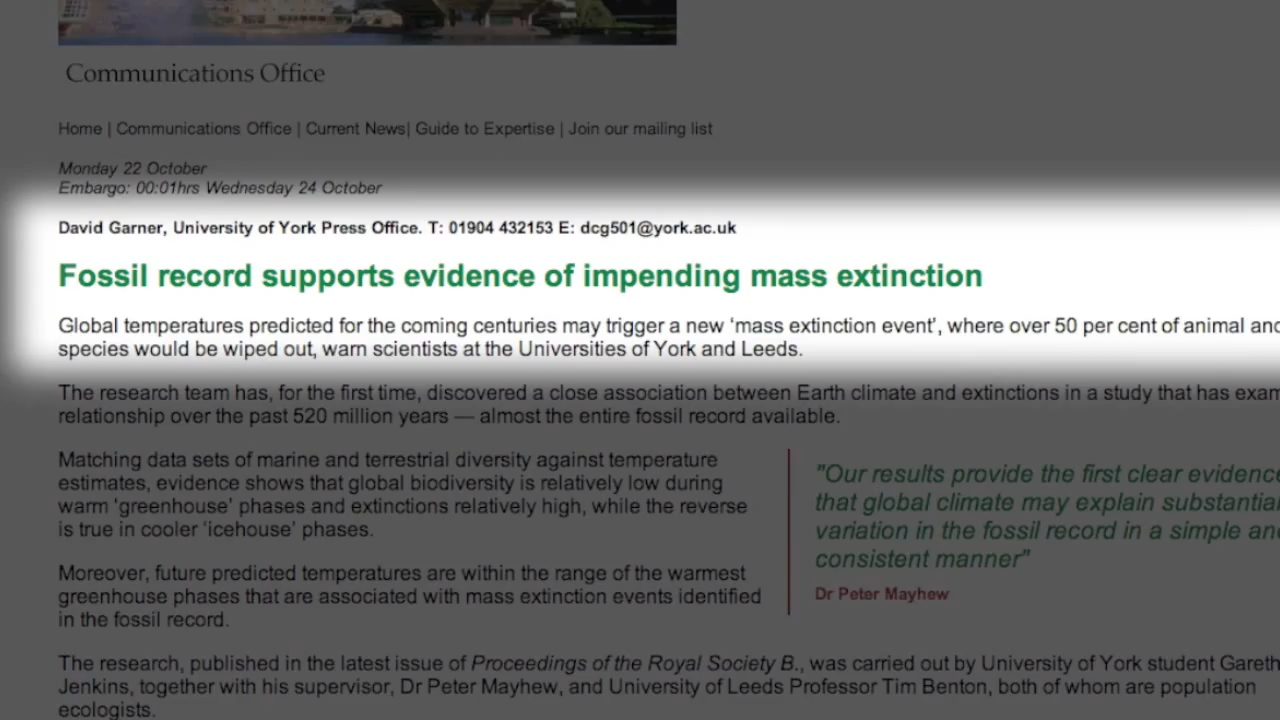 Communications Office
Home | Communications Office | Current News| Guide to Expertise | Join our mailing list
Monday 22 October
Embargo: 00:01hrs Wednesday 24 October
David Garner, University of York Press Office. T: 01904 432153 E: dcg501@york.ac.uk
Fossil record supports evidence of impending mass extinction
Global temperatures predicted for the coming centuries may trigger a new ‘mass extinction event’, where over 50 per cent of animal
species would be wiped out, warn scientists at the Universities of York and Leeds.
The research team has, for the first time, discovered a close association between Earth climate and extinctions in a study that has
relationship over the past 520 million years — almost the entire fossil record available.
Matching data sets of marine and terrestrial diversity against temperature
estimates, evidence shows that global biodiversity is relatively low during
warm ‘greenhouse’ phases and extinctions relatively high, while the reverse
is true in cooler ‘icehouse’ phases.
Moreover, future predicted temperatures are within the range of the warmest
greenhouse phases that are associated with mass extinction events identified
in the fossil record.
"Our results provide the first clear evidence
that global climate may explain substantial
variation in the fossil record in a simple and
consistent manner"
Dr Peter Mayhew
The research, published in the latest issue of Proceedings of the Royal Society B., was carried out by University of York student Gareth
Jenkins, together with his supervisor, Dr Peter Mayhew, and University of Leeds Professor Tim Benton, both of whom are population
ecologists.